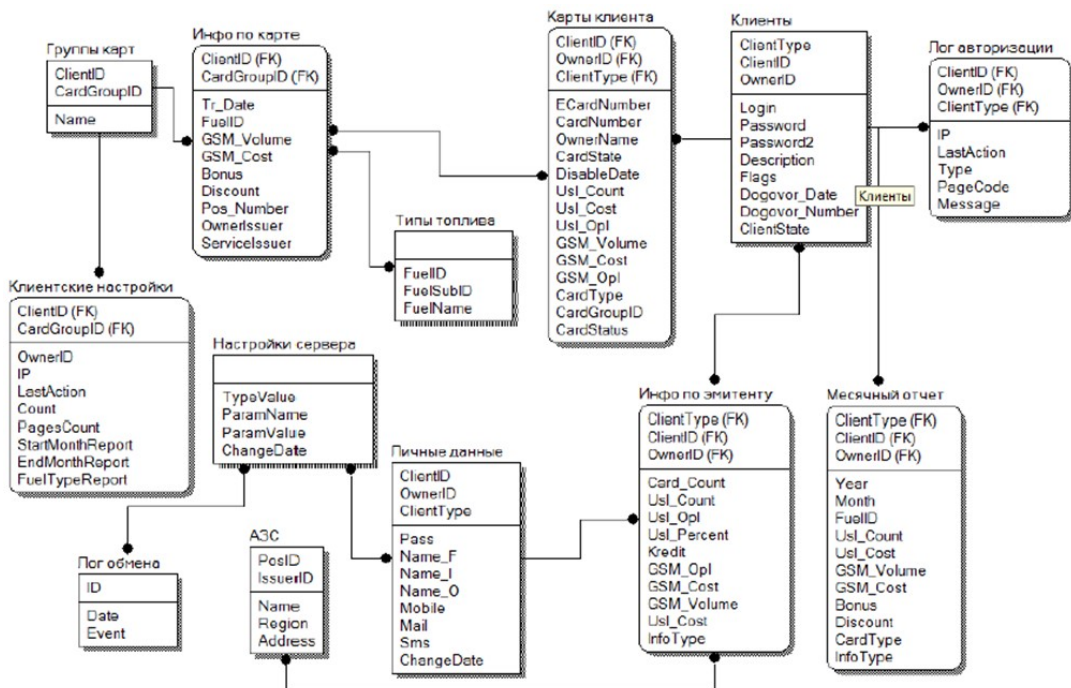 Группы карт
ClientID
CardGroupID
Name
Инфо по карте
ClientID (FK)
CardGroupID (FK)
Tr_Date
FuelID
GSM_Volume
GSM_Cost
Bonus
Discount
Pos_Number
OwnerIssuer
ServiceIssuer
Карты клиента
ClientID (FK)
OwnerID (FK)
ClientType (FK)
ECardNumber
CardNumber
OwnerName
CardState
DisableDate
Usl_Count
Usl_Cost
Usl_Opl
GSM_Volume
GSM_Cost
GSM_Opl
CardType
CardGroupID
CardStatus
Клиенты
ClientType
ClientID
OwnerID
Login
Password
Password2
Description
Flags
Dogovor_Date
Dogovor_Number
ClientState
Клиенты
Лог авторизации
ClientID (FK)
OwnerID (FK)
ClientType (FK)
IP
LastAction
Type
PageCode
Message
Типы топлива
FuelID
FuelSubID
FuelName
Клиентские настройки
ClientID (FK)
CardGroupID (FK)
OwnerID
IP
LastAction
Count
PagesCount
StartMonthReport
EndMonthReport
FuelTypeReport
Настройки сервера
TypeValue
ParamName
ParamValue
ChangeDate
Личные данные
ClientID
OwnerID
ClientType
Pass
Name_F
Name_I
Name_O
Mobile
Mail
Sms
ChangeDate
Инфо по эмитенту
ClientType (FK)
ClientID (FK)
OwnerID (FK)
Card_Count
Usl_Count
Usl_Opl
Usl_Percent
Kredit
GSM_Opl
GSM_Cost
GSM_Volume
Usl_Cost
InfoType
Месячный отчет
ClientType (FK)
ClientID (FK)
OwnerID (FK)
Year
Month
FuelID
Usl_Count
Usl_Cost
GSM_Volume
GSM_Cost
Bonus
Discount
CardType
InfoType
Лог обмена
ID
Date
Event
АЗС
PosID
IssuerID
Name
Region
Address